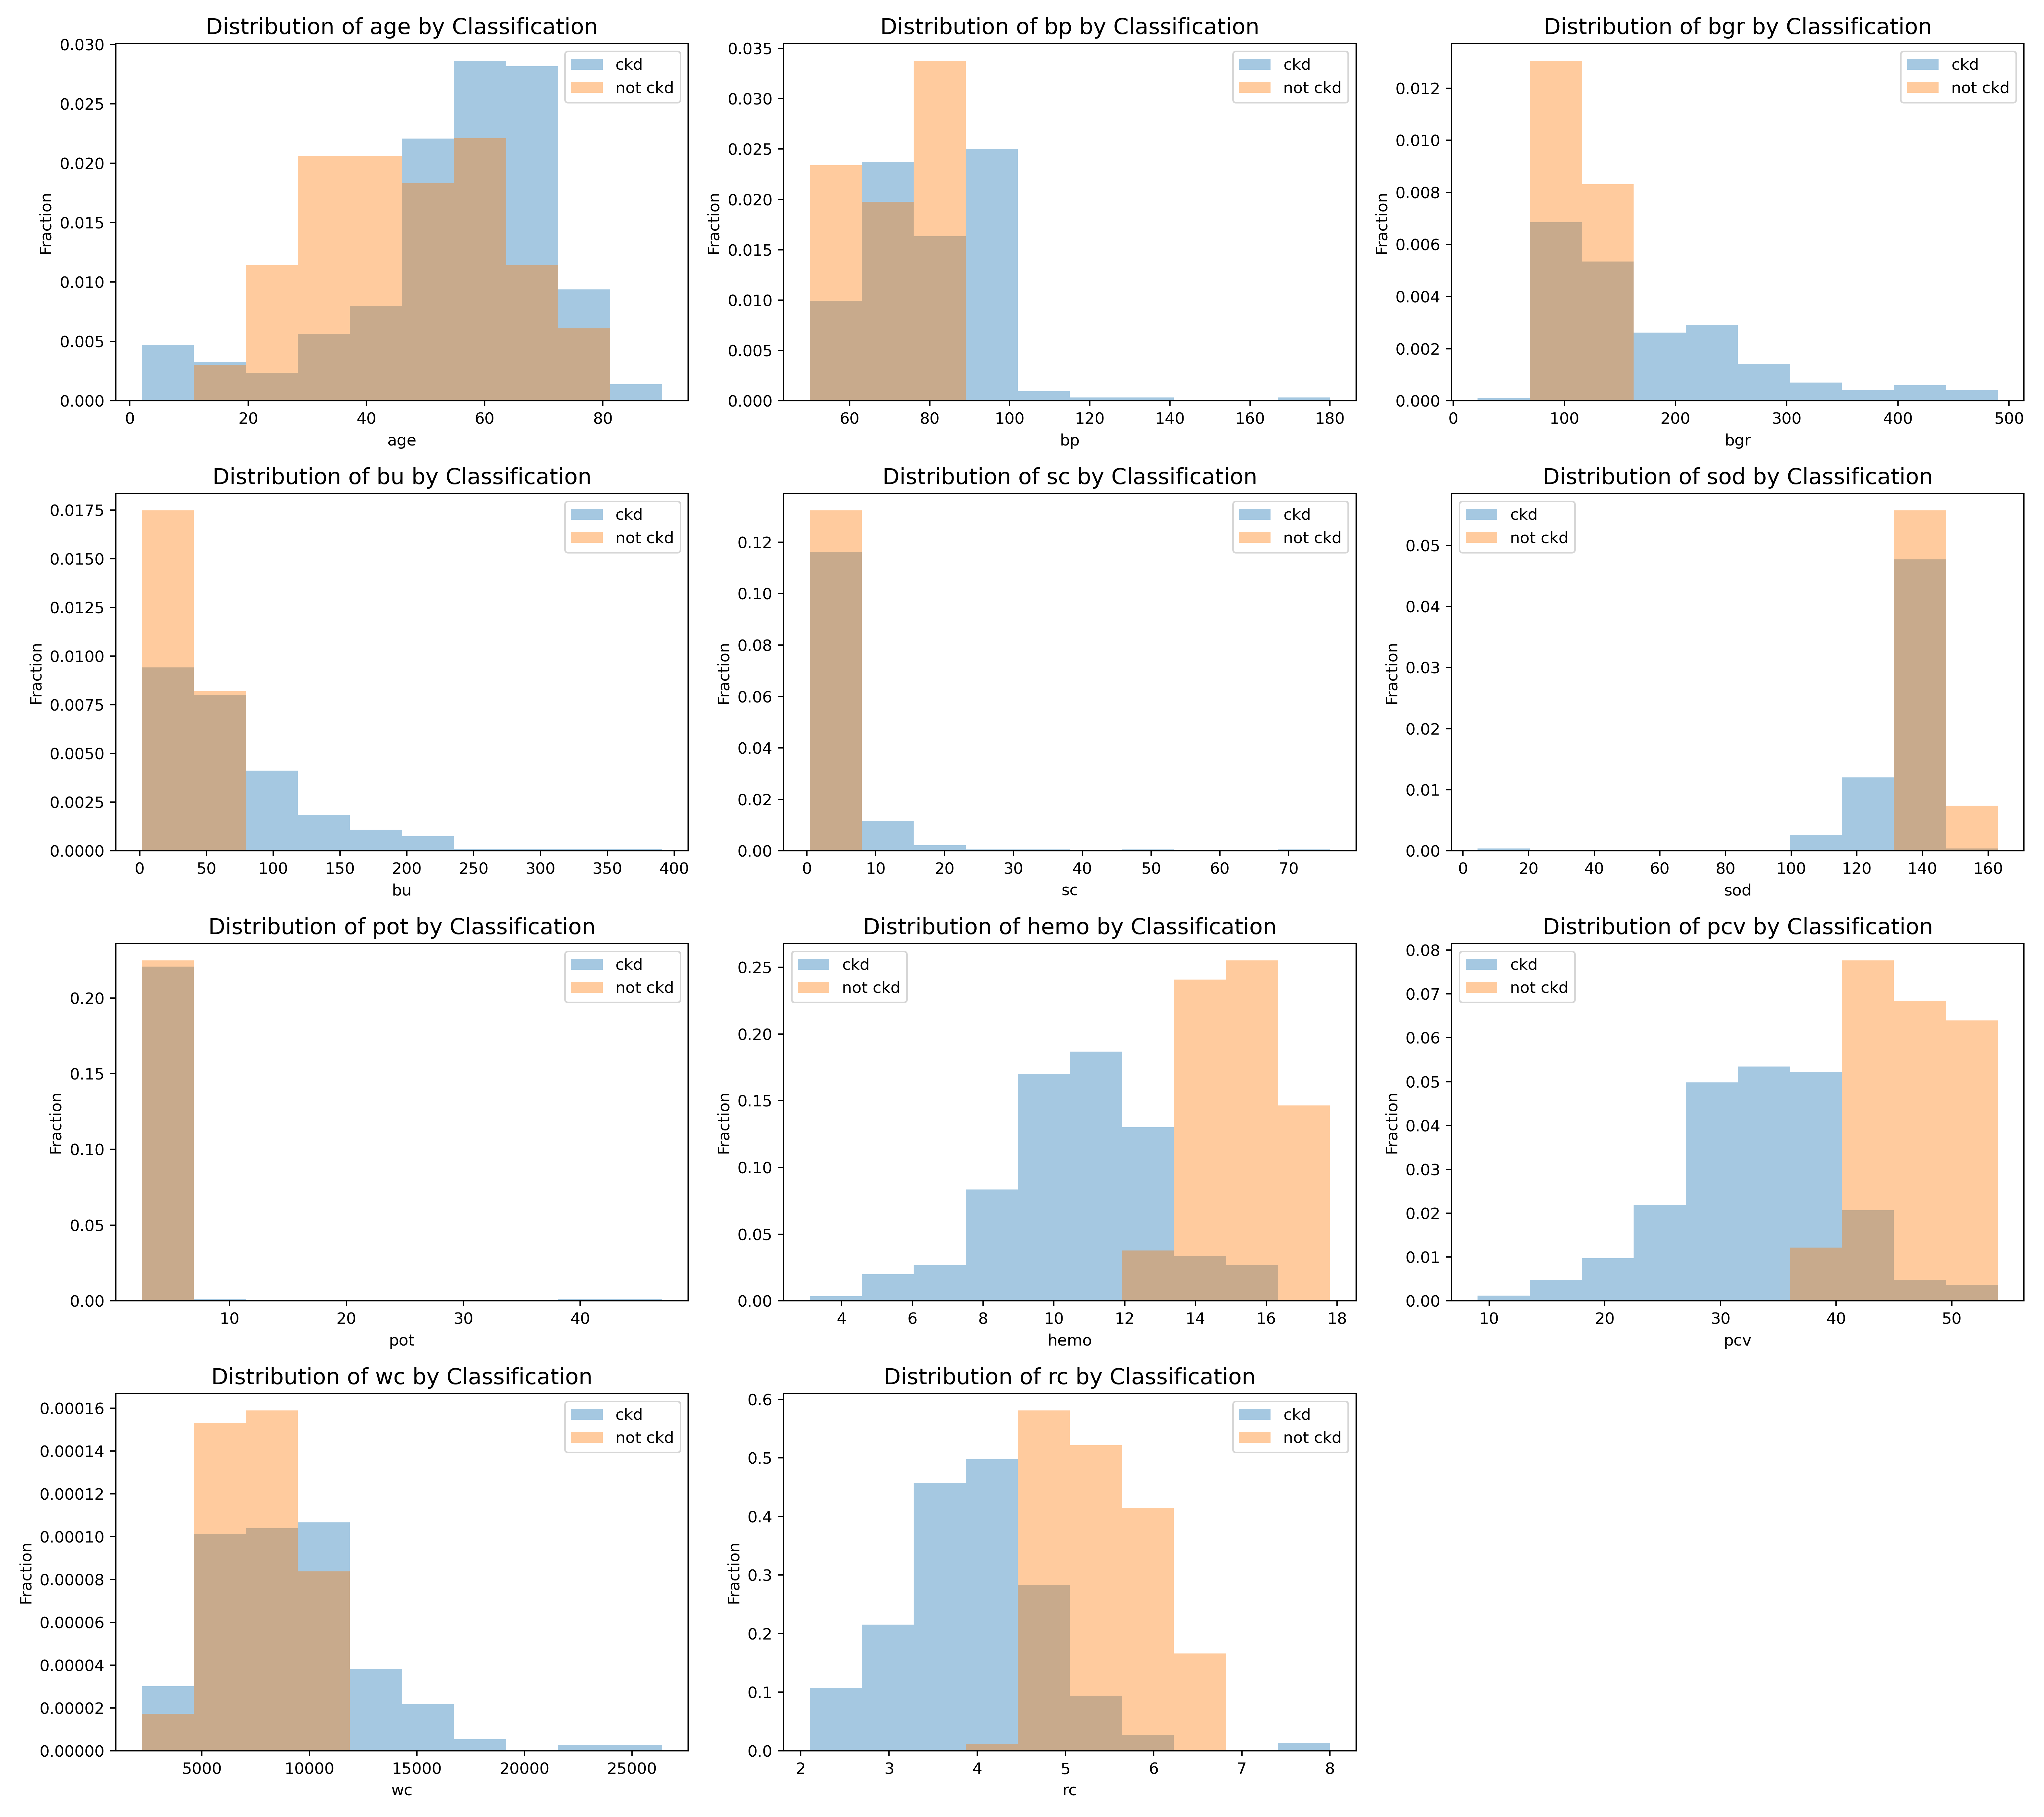 Distribution of age by Classification
0.030
0.025
0.020
0.015
0.010
0.005
0.000
Fraction
ckd
not ckd
0 20 40 60 80
age
Distribution of bp by Classification
0.035
0.030
0.025
0.020
0.015
0.010
0.005
0.000
Fraction
ckd
not ckd
60 80 100 120 140 160 180
bp
Distribution of bgr by Classification
0.012
0.010
0.008
0.006
0.004
0.002
0.000
Fraction
ckd
not ckd
0 100 200 300 400 500
bgr
Distribution of bu by Classification
0.0175
0.0150
0.0125
0.0100
0.0075
0.0050
0.0025
0.0000
Fraction
ckd
not ckd
0 50 100 150 200 250 300 350 400
bu
Distribution of sc by Classification
0.12
0.10
0.08
0.06
0.04
0.02
0.00
Fraction
ckd
not ckd
0 10 20 30 40 50 60 70
sc
Distribution of sod by Classification
0.05
0.04
0.03
0.02
0.01
0.00
Fraction
ckd
not ckd
0 20 40 60 80 100 120 140 160
sod
Distribution of pot by Classification
0.20
0.15
0.10
0.05
0.00
Fraction
ckd
not ckd
10 20 30 40
pot
Distribution of hemo by Classification
0.25
0.20
0.15
0.10
0.05
0.00
Fraction
ckd
not ckd
4 6 8 10 12 14 16 18
hemo
Distribution of pcv by Classification
0.08
0.07
0.06
0.05
0.04
0.03
0.02
0.01
0.00
Fraction
ckd
not ckd
10 20 30 40 50
pcv
Distribution of wc by Classification
0.00016
0.00014
0.00012
0.00010
0.00008
0.00006
0.00004
0.00002
0.00000
Fraction
ckd
not ckd
5000 10000 15000 20000 25000
wc
Distribution of rc by Classification
0.6
0.5
0.4
0.3
0.2
0.1
0.0
Fraction
ckd
not ckd
2 3 4 5 6 7 8
rc